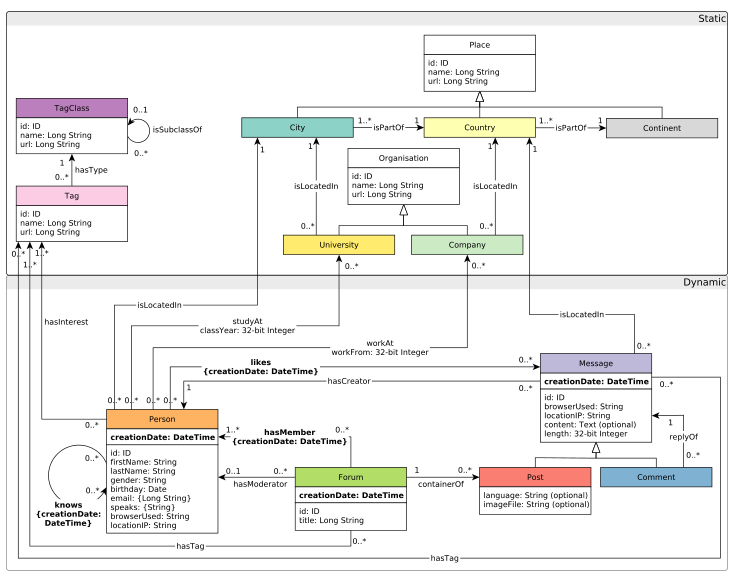 Static
Place
id: ID
name: Long String
url: Long String
TagClass
id: ID
name: Long String
url: Long String
0..1
isSubclassOf
0..*
1
hasType
0..*
Tag
id: ID
name: Long String
url: Long String
City
1..*
isPartOf
1
Country
1..*
isPartOf
1
Continent
1
1
1
1
Organisation
id: ID
name: Long String
url: Long String
isLocatedIn
isLocatedIn
0..*
0..*
University
Company
0..*
0..*
0..*
1..*
1..*
Dynamic
hasInterest
isLocatedIn
studyAt
classYear: 32-bit Integer
workAt
workFrom: 32-bit Integer
isLocatedIn
0..*
likes
{creationDate: DateTime}
0..*
hasCreator
1
0..*
0..*
0..*
0..*
0..*
0..*
Message
creationDate: DateTime
id: ID
browserUsed: String
locationIP: String
content: Text (optional)
length: 32-bit Integer
0..*
1
replyOf
0..*
0..*
Person
creationDate: DateTime
id: ID
firstName: String
lastName: String
gender: String
birthday: Date
email: {Long String}
speaks: {String}
browserUsed: String
locationIP: String
0..*
0..*
knows
{creationDate:
DateTime}
1..*
hasMember
{creationDate: DateTime}
0..*
0..1
hasModerator
0..*
Forum
creationDate: DateTime
id: ID
title: Long String
1
containerOf
0..*
Post
language: String (optional)
imageFile: String (optional)
Comment
0..*
hasTag
hasTag